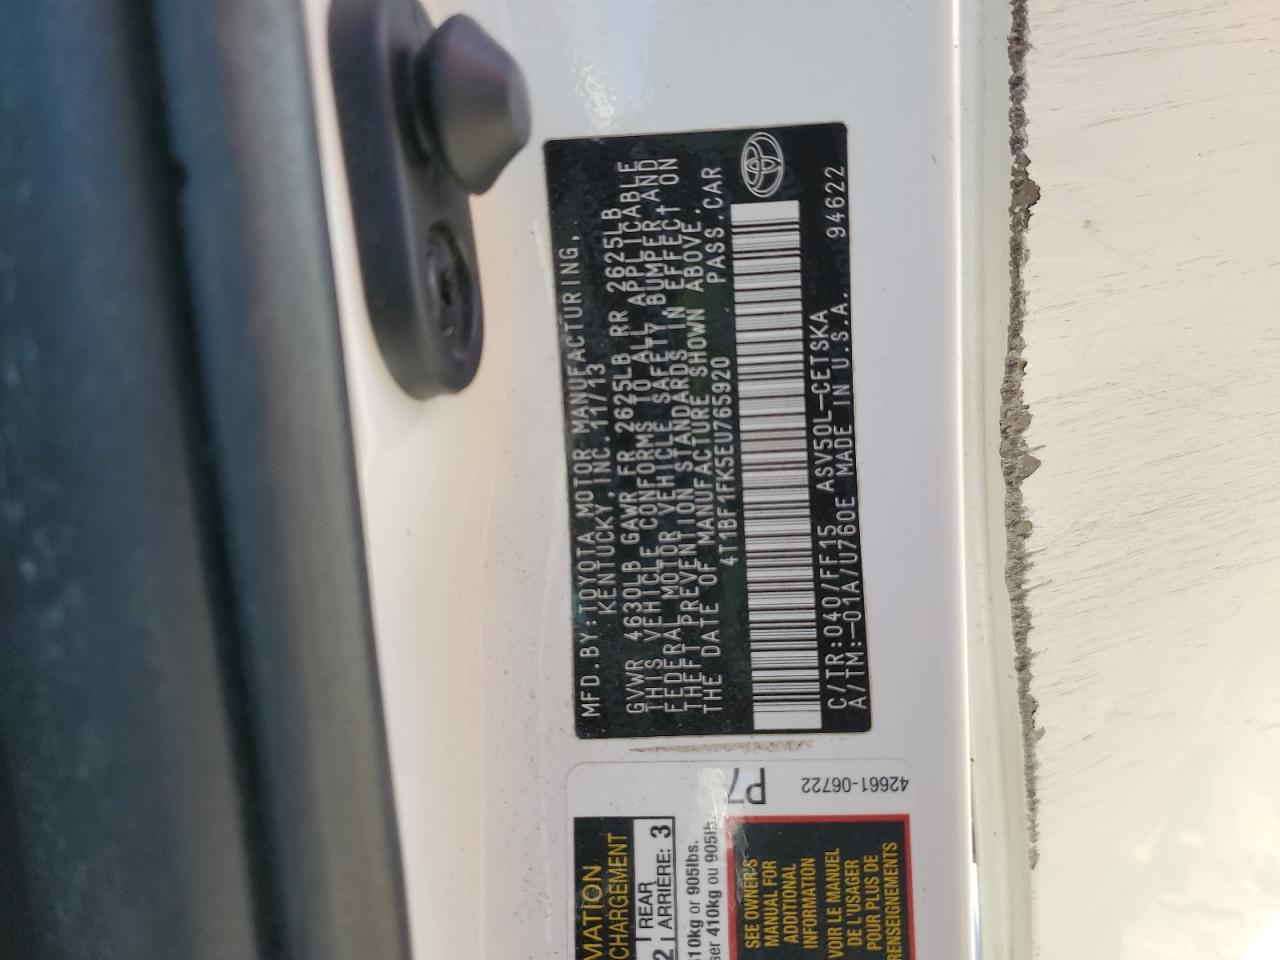 MFD.BY:TOYOTA MOTOR MANUFACTURING,
KENTUCKY,INC. 11/13
GVWR 4630LB GAWR FR 2625LB RR 2625LB
THIS VEHICLE CONFORMS TO ALL APPLICABLE
FEDERAL MOTOR VEHICLE SAFETY,BUMPER,AND
THEFT PREVENTION STANDARDS IN EFFECT ON
THE DATE OF MANUFACTURE SHOWN ABOVE.
4T1BF1FK5EU765920 PASS.CAR
C/TR:040/FF15 ASV50L-CETSKA
A/TM:-01A/U760E MADE IN U.S.A. 94622
P7
42661-06722
MATION
CHARGEMENT
2 REAR
ARRIÈRE: 3
10kg or 905lbs.
ser 410kg ou 905lb
SEE OWNER'S
MANUAL FOR
ADDITIONAL
INFORMATION
VOIR LE MANUEL
DE L'USAGER
POUR PLUS DE
RENSEIGNEMENTS